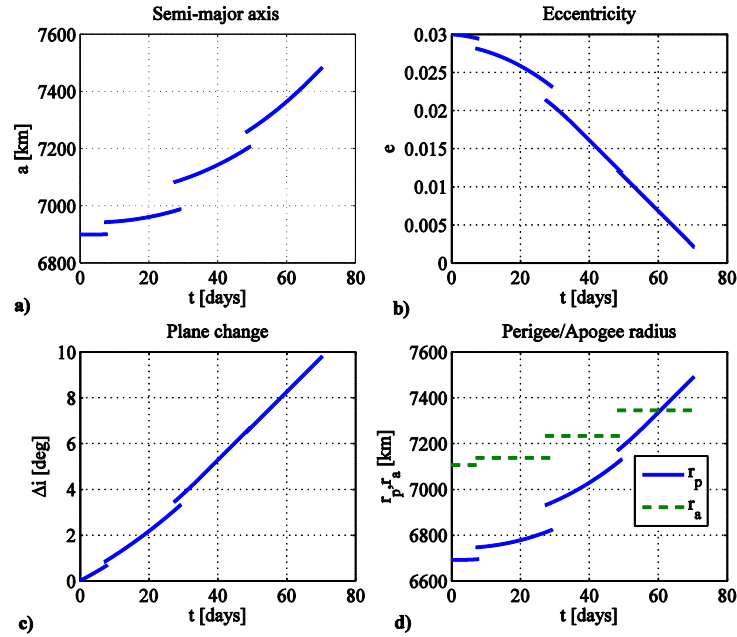 Semi-major axis
7600
7400
7200
7000
6800
a [km]
0
20
40
60
80
t [days]
a)
Eccentricity
0.03
0.025
0.02
0.015
0.01
0.005
0
e
0
20
40
60
80
t [days]
b)
Plane change
10
8
6
4
2
0
Δi [deg]
0
20
40
60
80
t [days]
c)
Perigee/Apogee radius
7600
7400
7200
7000
6800
6600
r_p,r_a [km]
r_p
r_a
0
20
40
60
80
t [days]
d)